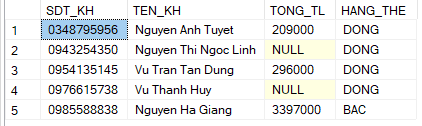 SDT_KH TEN_KH TONG_TL HANG_THE
1 0348795956 Nguyen Anh Tuyet 209000 DONG
2 0943254350 Nguyen Thi Ngoc Linh NULL DONG
3 0954135145 Vu Tran Tan Dung 296000 DONG
4 0976615738 Vu Thanh Huy NULL DONG
5 0985588838 Nguyen Ha Giang 3397000 BAC